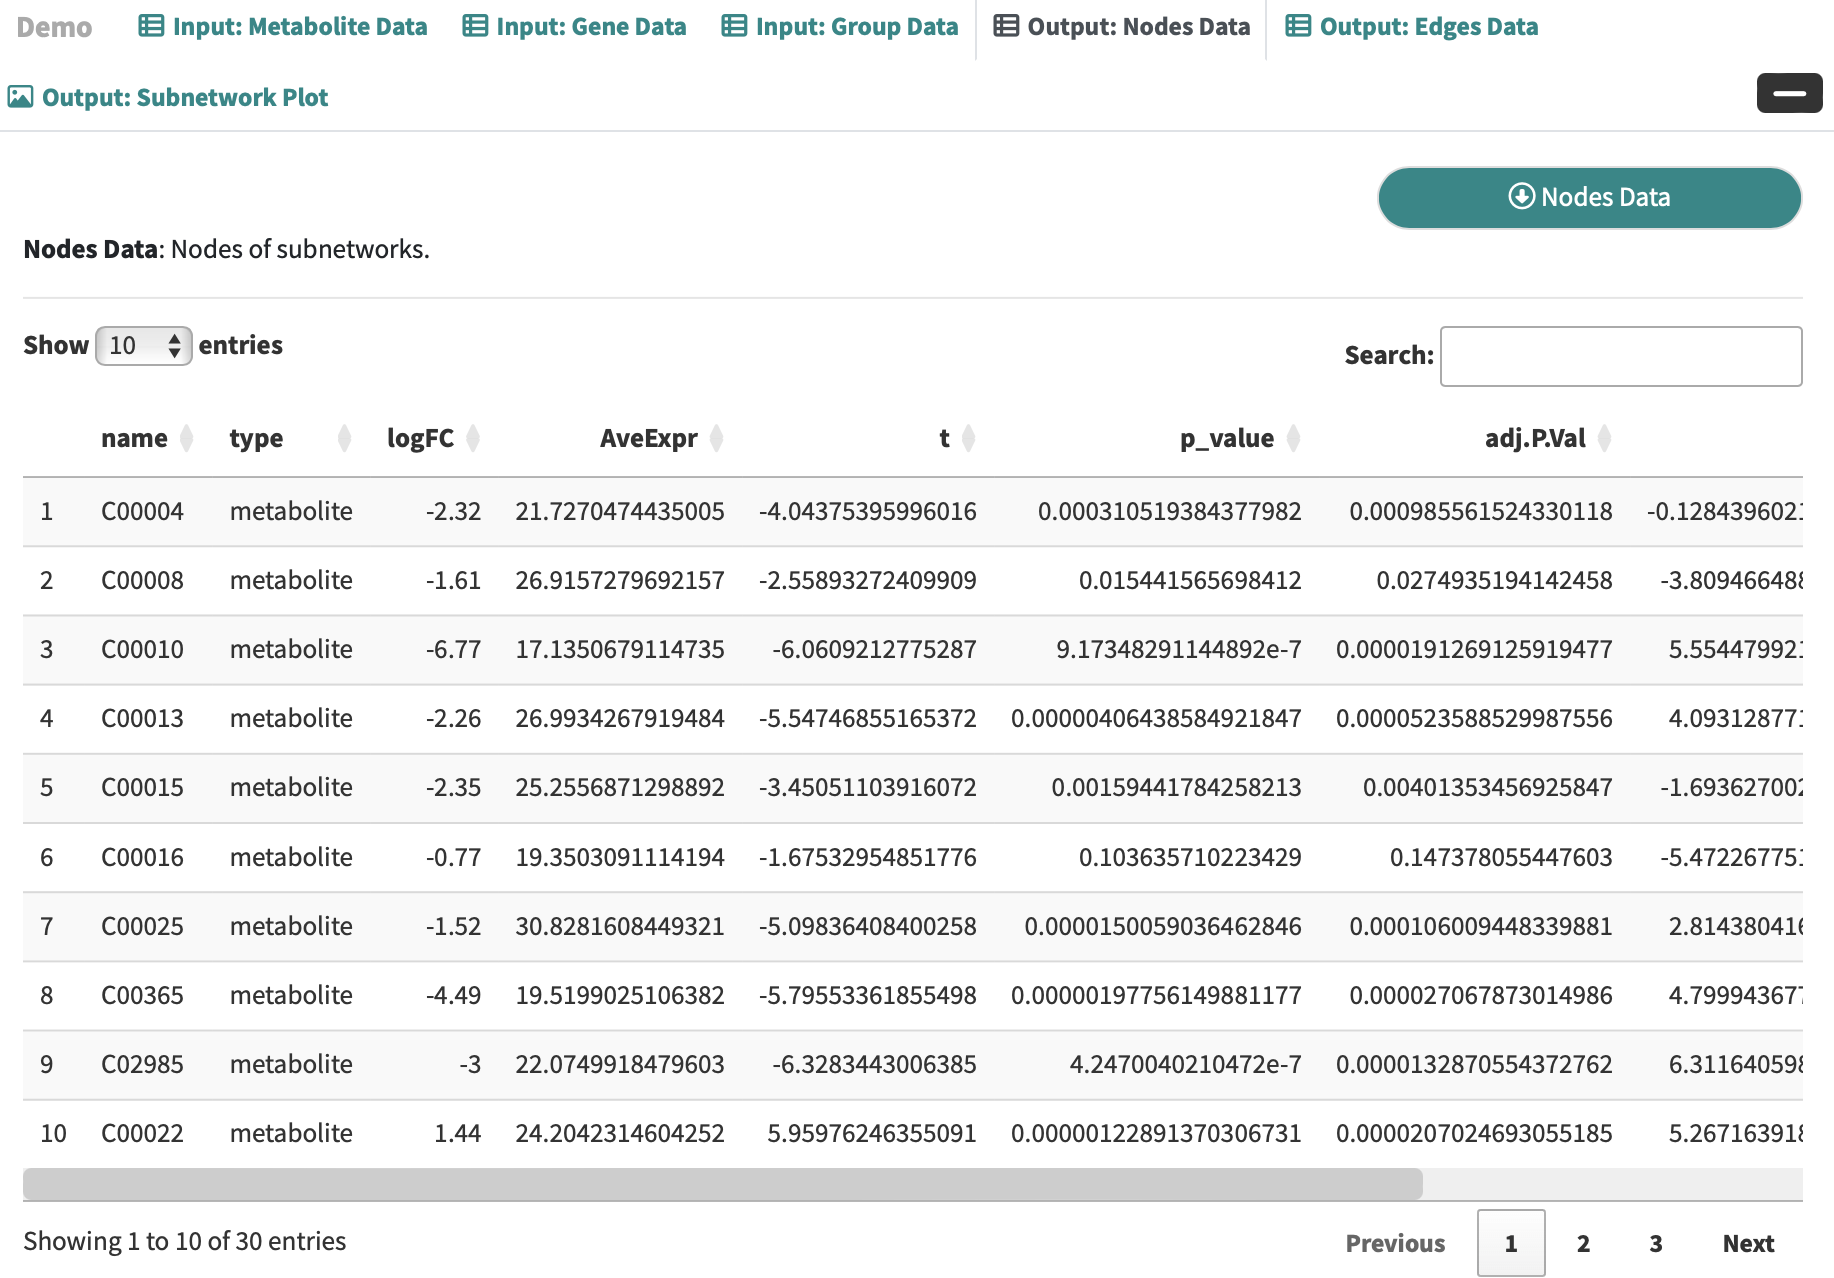 Demo Input: Metabolite Data Input: Gene Data Input: Group Data Output: Nodes Data Output: Edges Data
Output: Subnetwork Plot
Nodes Data
Nodes Data: Nodes of subnetworks.
Show 10 entries
Search:
name type logFC AveExpr t p_value adj.P.Val
1 C00004 metabolite -2.32 21.7270474435005 -4.04375395996016 0.000310519384377982 0.000985561524330118 -0.128439602
2 C00008 metabolite -1.61 26.9157279692157 -2.55893272409909 0.015441565698412 0.0274935194142458 -3.80946648
3 C00010 metabolite -6.77 17.1350679114735 -6.0609212775287 9.17348291144892e-7 0.0000191269125919477 5.55447992
4 C00013 metabolite -2.26 26.9934267919484 -5.54746855165372 0.00000406438584921847 0.0000523588529987556 4.09312877
5 C00015 metabolite -2.35 25.2556871298892 -3.45051103916072 0.00159441784258213 0.00401353456925847 -1.69362700
6 C00016 metabolite -0.77 19.3503091114194 -1.67532954851776 0.103635710223429 0.147378055447603 -5.47226775
7 C00025 metabolite -1.52 30.8281608449321 -5.09836408400258 0.0000150059036462846 0.000106009448339881 2.81438041
8 C00365 metabolite -4.49 19.5199025106382 -5.79553361855498 0.00000197756149881177 0.000027067873014986 4.79994367
9 C02985 metabolite -3 22.0749918479603 -6.3283443006385 4.2470040210472e-7 0.0000132870554372762 6.31164059
10 C00022 metabolite 1.44 24.2042314604252 5.95976246355091 0.00000122891370306731 0.0000207024693055185 5.26716391
Showing 1 to 10 of 30 entries
Previous 1 2 3 Next